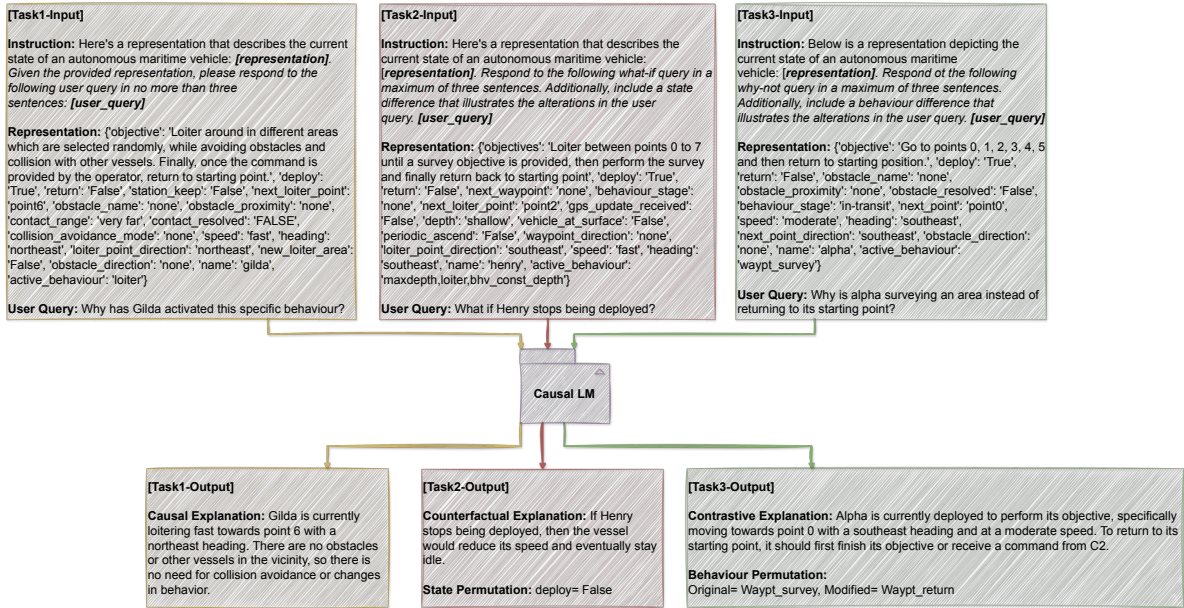 [Task1-Input]
Instruction: Here's a representation that describes the current
state of an autonomous maritime vehicle: [representation].
Given the provided representation, please respond to the
following user query in no more than three
sentences: [user_query]
Representation: {'objective': 'Loiter around in different areas
which are selected randomly, while avoiding obstacles and
collision with other vessels. Finally, once the command is
provided by the operator, return to starting point.', 'deploy':
'True', 'return': 'False', 'station_keep': 'False', 'next_loiter_point':
'point6', 'obstacle_name': 'none', 'obstacle_proximity': 'none',
'contact_range': 'very far', 'contact_resolved': 'FALSE',
'collision_avoidance_mode': 'none', 'speed': 'fast', 'heading':
'northeast', 'loiter_point_direction': 'northeast', 'new_loiter_area':
'False', 'obstacle_direction': 'none', 'name': 'gilda',
'active_behaviour': 'loiter'}
User Query: Why has Gilda activated this specific behaviour?
[Task2-Input]
Instruction: Here's a representation that describes the
current state of an autonomous maritime vehicle:
[representation]. Respond to the following what-if query in a
maximum of three sentences. Additionally, include a state
difference that illustrates the alterations in the user
query. [user_query]
Representation: {'objectives': 'Loiter between points 0 to 7
until a survey objective is provided, then perform the survey
and finally return back to starting point', 'deploy': 'True',
'return': 'False', 'next_waypoint': 'none', 'behaviour_stage':
'none', 'next_loiter_point': 'point2', 'gps_update_received':
'False', 'depth': 'shallow', 'vehicle_at_surface': 'False',
'periodic_ascend': 'False', 'waypoint_direction': 'none',
'loiter_point_direction': 'southeast', 'speed': 'fast', 'heading':
'southeast', 'name': 'henry', 'active_behaviour':
'maxdepth,loiter,bhv_const_depth'}
User Query: What if Henry stops being deployed?
[Task3-Input]
Instruction: Below is a representation depicting the
current state of an autonomous maritime
vehicle: [representation]. Respond ot the following
why-not query in a maximum of three sentences.
Additionally, include a behaviour difference that
illustrates the alterations in the user query. [user_query]
Representation: {'objective': 'Go to points 0, 1, 2, 3, 4, 5
and then return to starting position.', 'deploy': 'True',
'return': 'False', 'obstacle_name': 'none',
'obstacle_proximity': 'none', 'obstacle_resolved': 'False',
'behaviour_stage': 'in-transit', 'next_point': 'point0',
'speed': 'moderate', 'heading': 'southeast',
'next_point_direction': 'southeast', 'obstacle_direction':
'none', 'name': 'alpha', 'active_behaviour':
'waypt_survey'}
User Query: Why is alpha surveying an area instead of
returning to its starting point?
Causal LM
[Task1-Output]
Causal Explanation: Gilda is currently
loitering fast towards point 6 with a
northeast heading. There are no obstacles
or other vessels in the vicinity, so there
is no need for collision avoidance or changes
in behavior.
[Task2-Output]
Counterfactual Explanation: If Henry
stops being deployed, then the vessel
would reduce its speed and eventually stay
idle.
State Permutation: deploy= False
[Task3-Output]
Contrastive Explanation: Alpha is currently deployed to perform its objective, specifically
moving towards point 0 with a southeast heading and at a moderate speed. To return to its
starting point, it should first finish its objective or receive a command from C2.
Behaviour Permutation:
Original= Waypt_survey, Modified= Waypt_return